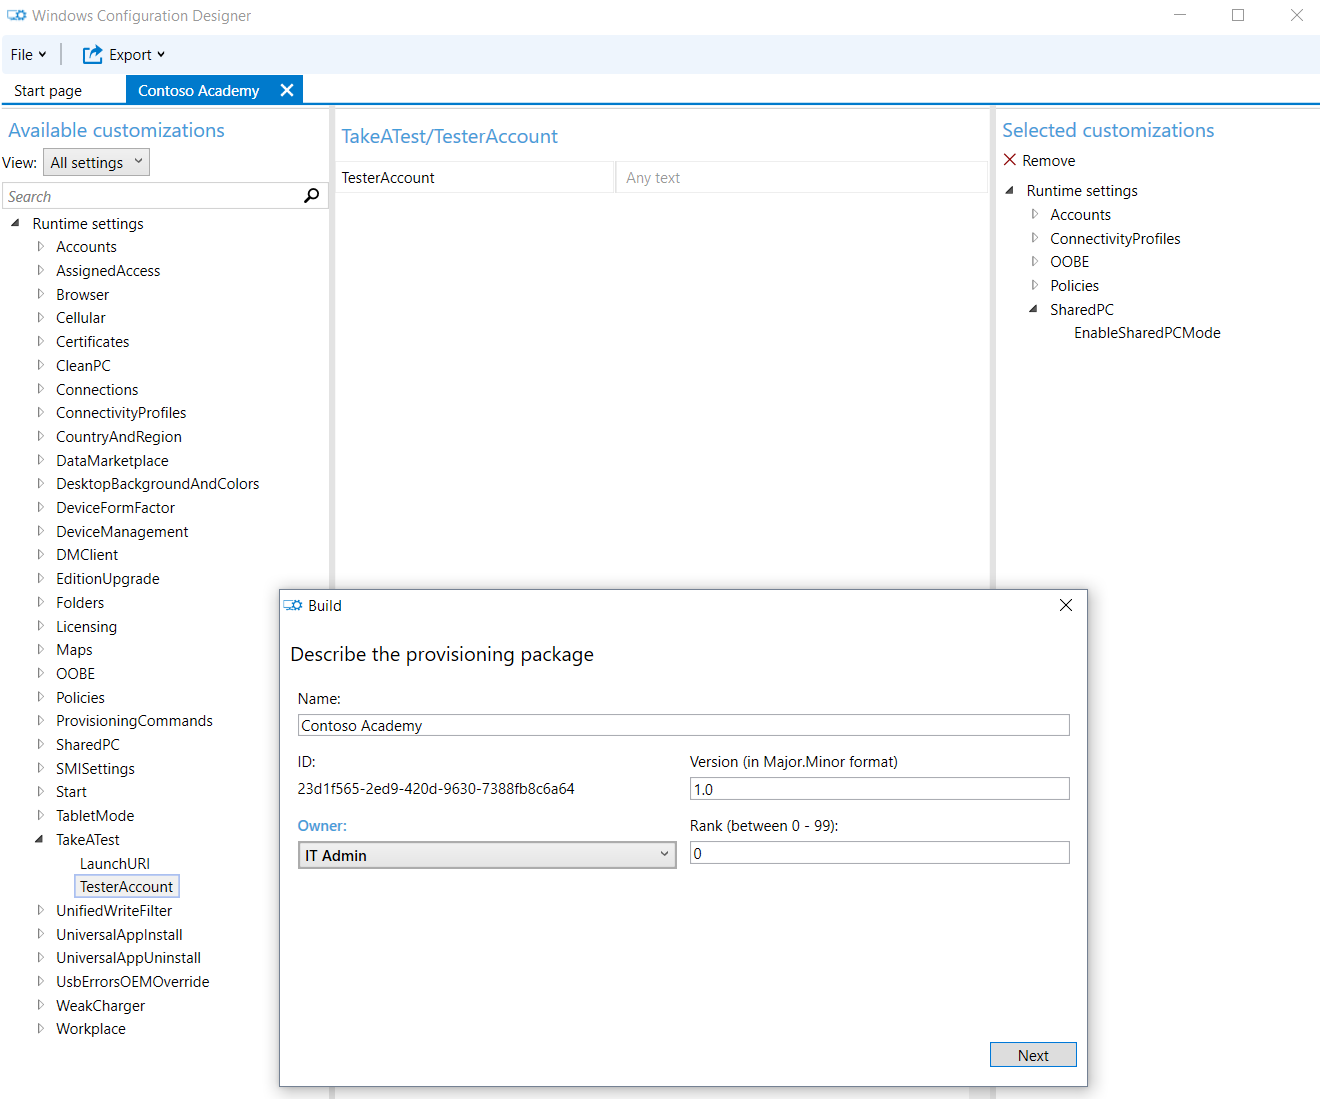 Windows Configuration Designer
File
Export
Start page
Contoso Academy
Available customizations
View:
All settings
Search
Runtime settings
Accounts
AssignedAccess
Browser
Cellular
Certificates
CleanPC
Connections
ConnectivityProfiles
CountryAndRegion
DataMarketplace
DesktopBackgroundAndColors
DeviceFormFactor
DeviceManagement
DMClient
EditionUpgrade
Folders
Licensing
Maps
OOBE
Policies
ProvisioningCommands
SharedPC
SMISettings
Start
TabletMode
TakeATest
LaunchURI
TesterAccount
UnifiedWriteFilter
UniversalAppInstall
UniversalAppUninstall
UsbErrorsOEMOverride
WeakCharger
Workplace
TakeATest/TesterAccount
TesterAccount
Any text
Selected customizations
Remove
Runtime settings
Accounts
ConnectivityProfiles
OOBE
Policies
SharedPC
EnableSharedPCMode
Build
Describe the provisioning package
Name:
Contoso Academy
ID:
23d1f565-2ed9-420d-9630-7388fb8c6a64
Version (in Major.Minor format)
1.0
Owner:
IT Admin
Rank (between 0 - 99):
0
Next